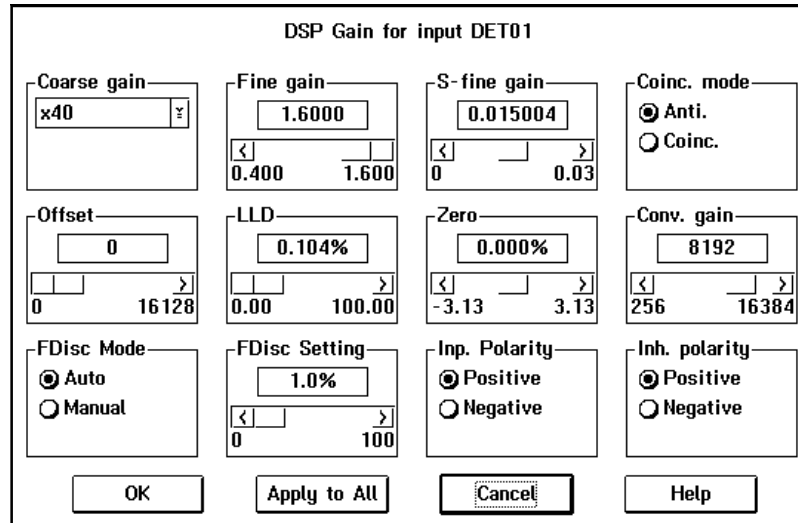 DSP Gain for input DET01
Coarse gain
x40
Fine gain
1.6000
0.400 1.600
S-fine gain
0.015004
0 0.03
Coinc. mode
Anti.
Coinc.
Offset
0
0 16128
LLD
0.104%
0.00 100.00
Zero
0.000%
-3.13 3.13
Conv. gain
8192
256 16384
FDisc Mode
Auto
Manual
FDisc Setting
1.0%
0 100
Inp. Polarity
Positive
Negative
Inh. polarity
Positive
Negative
OK
Apply to All
Cancel
Help